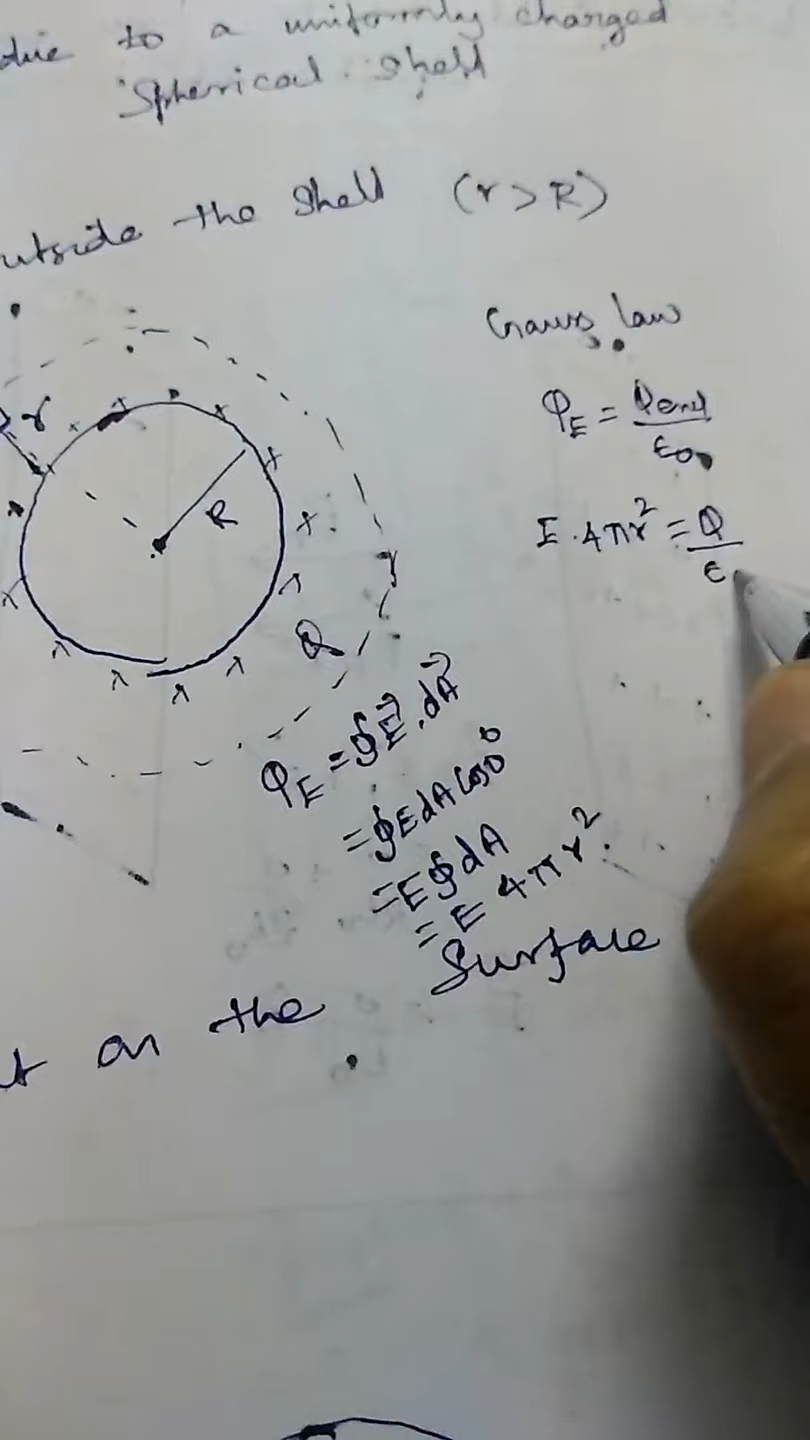 due to a uniformly charged
Spherical shell
utside the shell (r > R)
Gauss law
r
φE = qencl / ε0
R
E . 4πr² = Q / ε
Q
φE = ∮E⃗ . dA⃗
= ∮E dA cos0
= E∮dA
= E 4πr².
t on the Surface